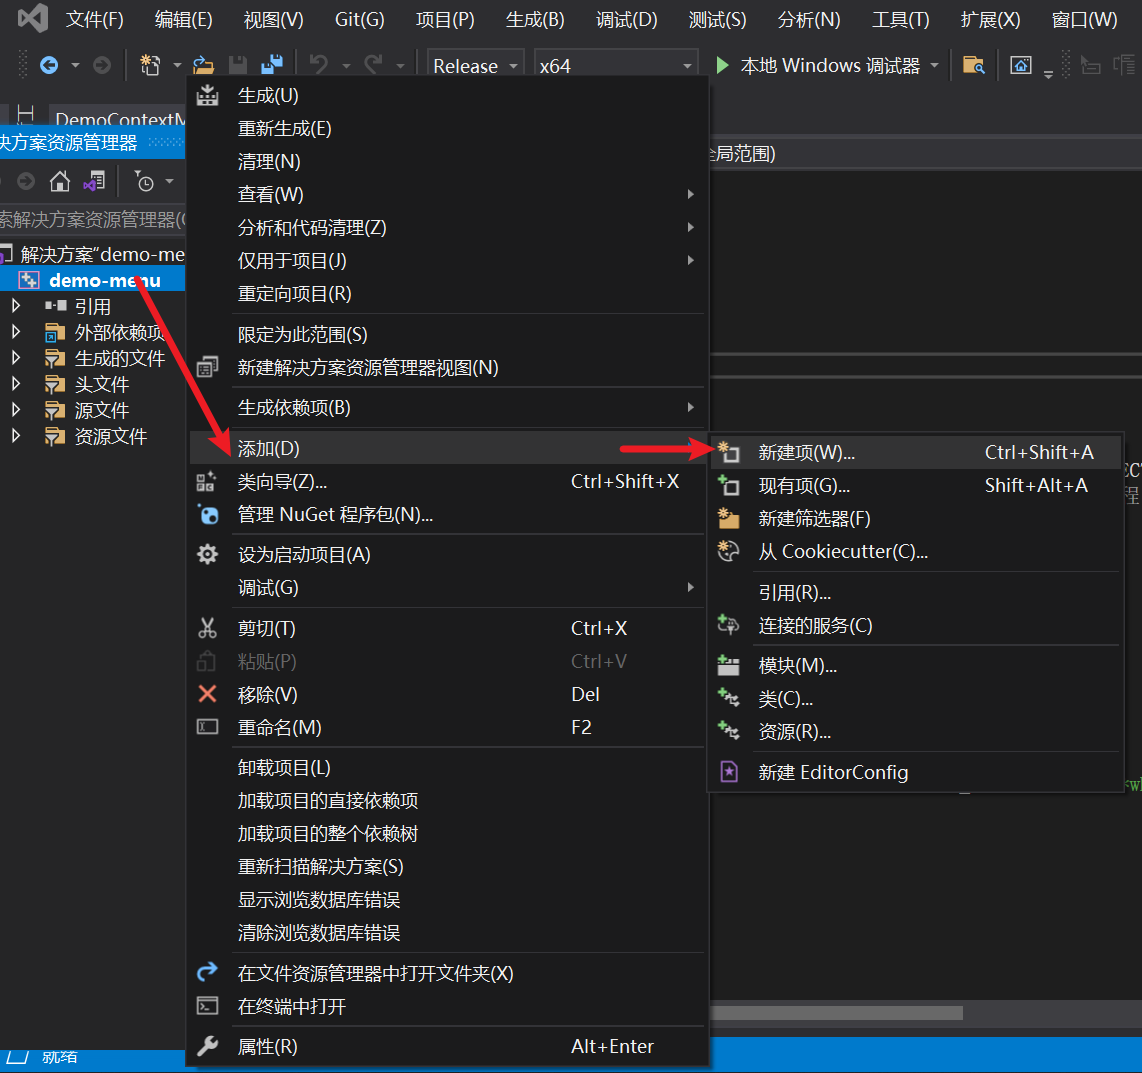 文件(F) 编辑(E) 视图(V) Git(G) 项目(P) 生成(B) 调试(D) 测试(S) 分析(N) 工具(T) 扩展(X) 窗口(W)
Release x64 本地 Windows 调试器
DemoContextM
决方案资源管理器
全局范围)
索解决方案资源管理器(
解决方案"demo-me
demo-menu
引用
外部依赖项
生成的文件
头文件
源文件
资源文件
生成(U)
重新生成(E)
清理(N)
查看(W)
分析和代码清理(Z)
仅用于项目(J)
重定向项目(R)
限定为此范围(S)
新建解决方案资源管理器视图(N)
生成依赖项(B)
添加(D)
类向导(Z)... Ctrl+Shift+X
管理 NuGet 程序包(N)...
设为启动项目(A)
调试(G)
剪切(T) Ctrl+X
粘贴(P) Ctrl+V
移除(V) Del
重命名(M) F2
卸载项目(L)
加载项目的直接依赖项
加载项目的整个依赖树
重新扫描解决方案(S)
显示浏览数据库错误
清除浏览数据库错误
在文件资源管理器中打开文件夹(X)
在终端中打开
属性(R) Alt+Enter
新建项(W)... Ctrl+Shift+A
现有项(G)... Shift+Alt+A
新建筛选器(F)
从 Cookiecutter(C)...
引用(R)...
连接的服务(C)
模块(M)...
类(C)...
资源(R)...
新建 EditorConfig
ECT
程
就绪